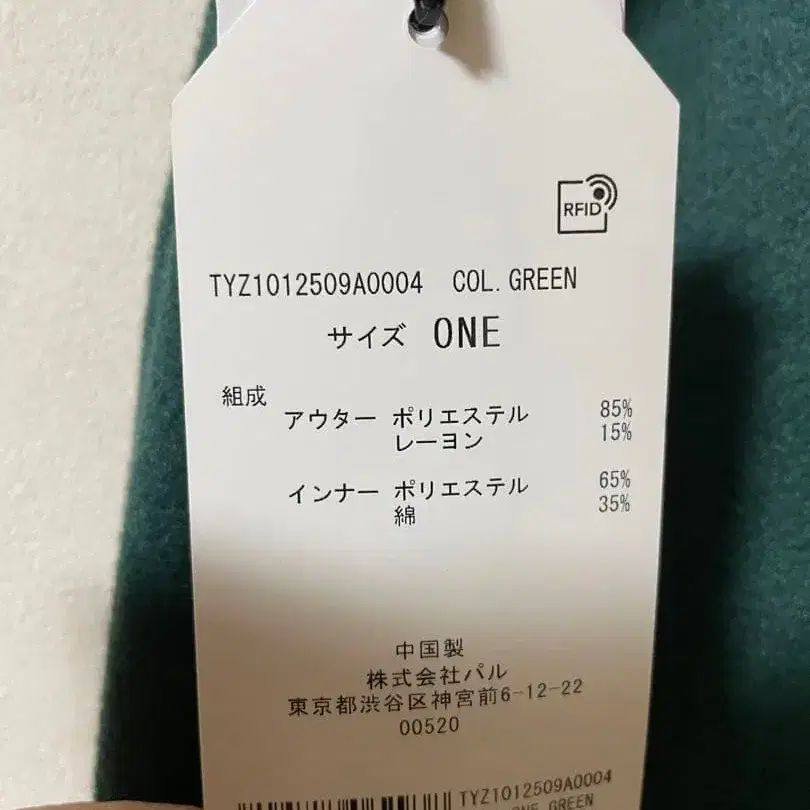 RFID
TYZ1012509A0004 COL.GREEN
サイズ ONE
組成
アウター ポリエステル 85%
レーヨン 15%
インナー ポリエステル 65%
綿 35%
中国製
株式会社パル
東京都渋谷区神宮前6-12-22
00520
TYZ1012509A0004
ONE GREEN